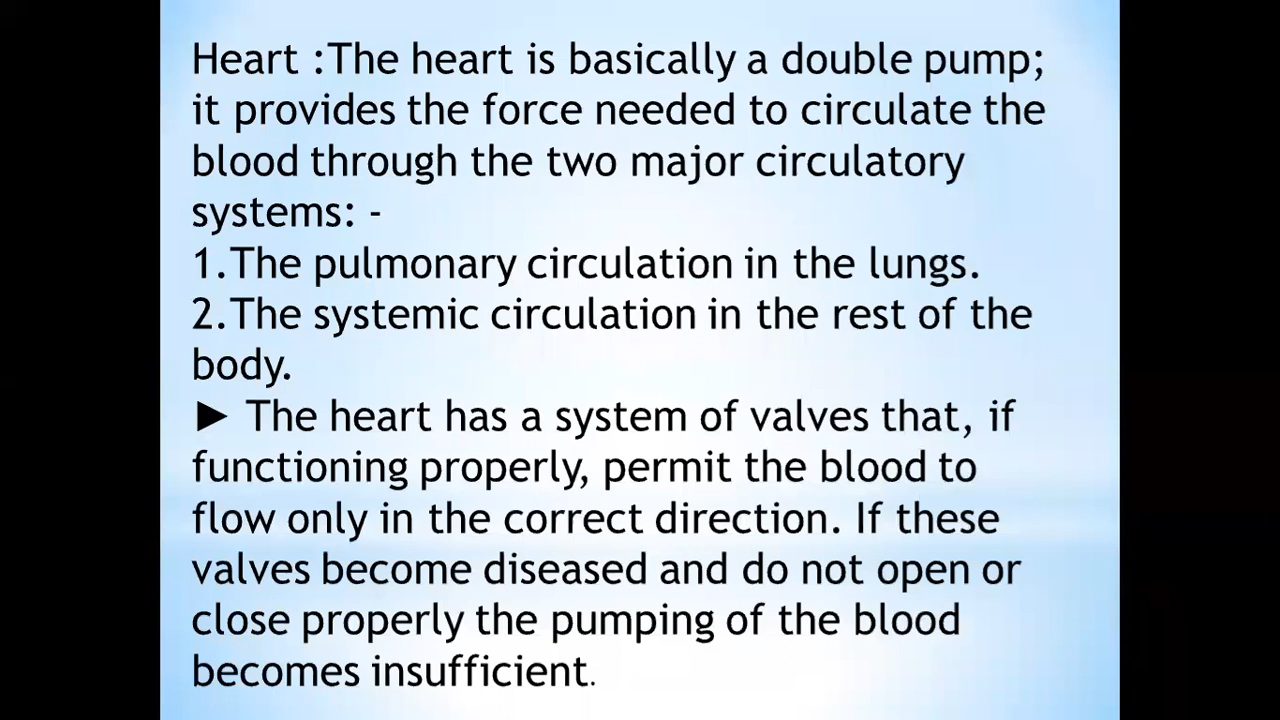 Heart :The heart is basically a double pump;
it provides the force needed to circulate the
blood through the two major circulatory
systems: -
1.The pulmonary circulation in the lungs.
2.The systemic circulation in the rest of the
body.
► The heart has a system of valves that, if
functioning properly, permit the blood to
flow only in the correct direction. If these
valves become diseased and do not open or
close properly the pumping of the blood
becomes insufficient.